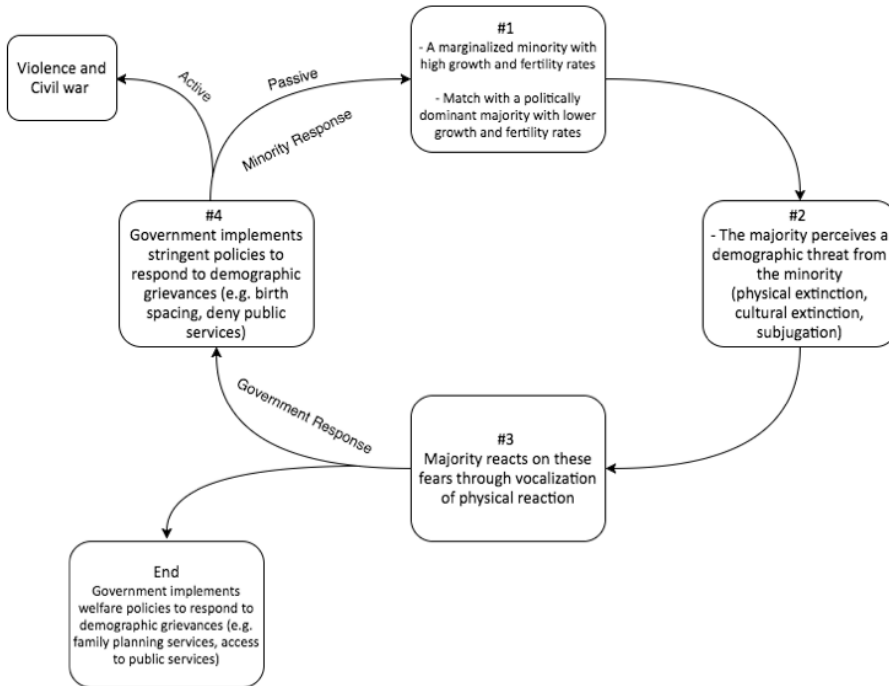 #1
- A marginalized minority with
high growth and fertility rates
- Match with a politically
dominant majority with lower
growth and fertility rates
#2
- The majority perceives a
demographic threat from
the minority
(physical extinction,
cultural extinction,
subjugation)
#3
Majority reacts on these
fears through vocalization
of physical reaction
Government Response
#4
Government implements
stringent policies to
respond to demographic
grievances (e.g. birth
spacing, deny public
services)
Minority Response
Passive
Active
Violence and
Civil war
End
Government implements
welfare policies to respond to
demographic grievances (e.g.
family planning services, access
to public services)